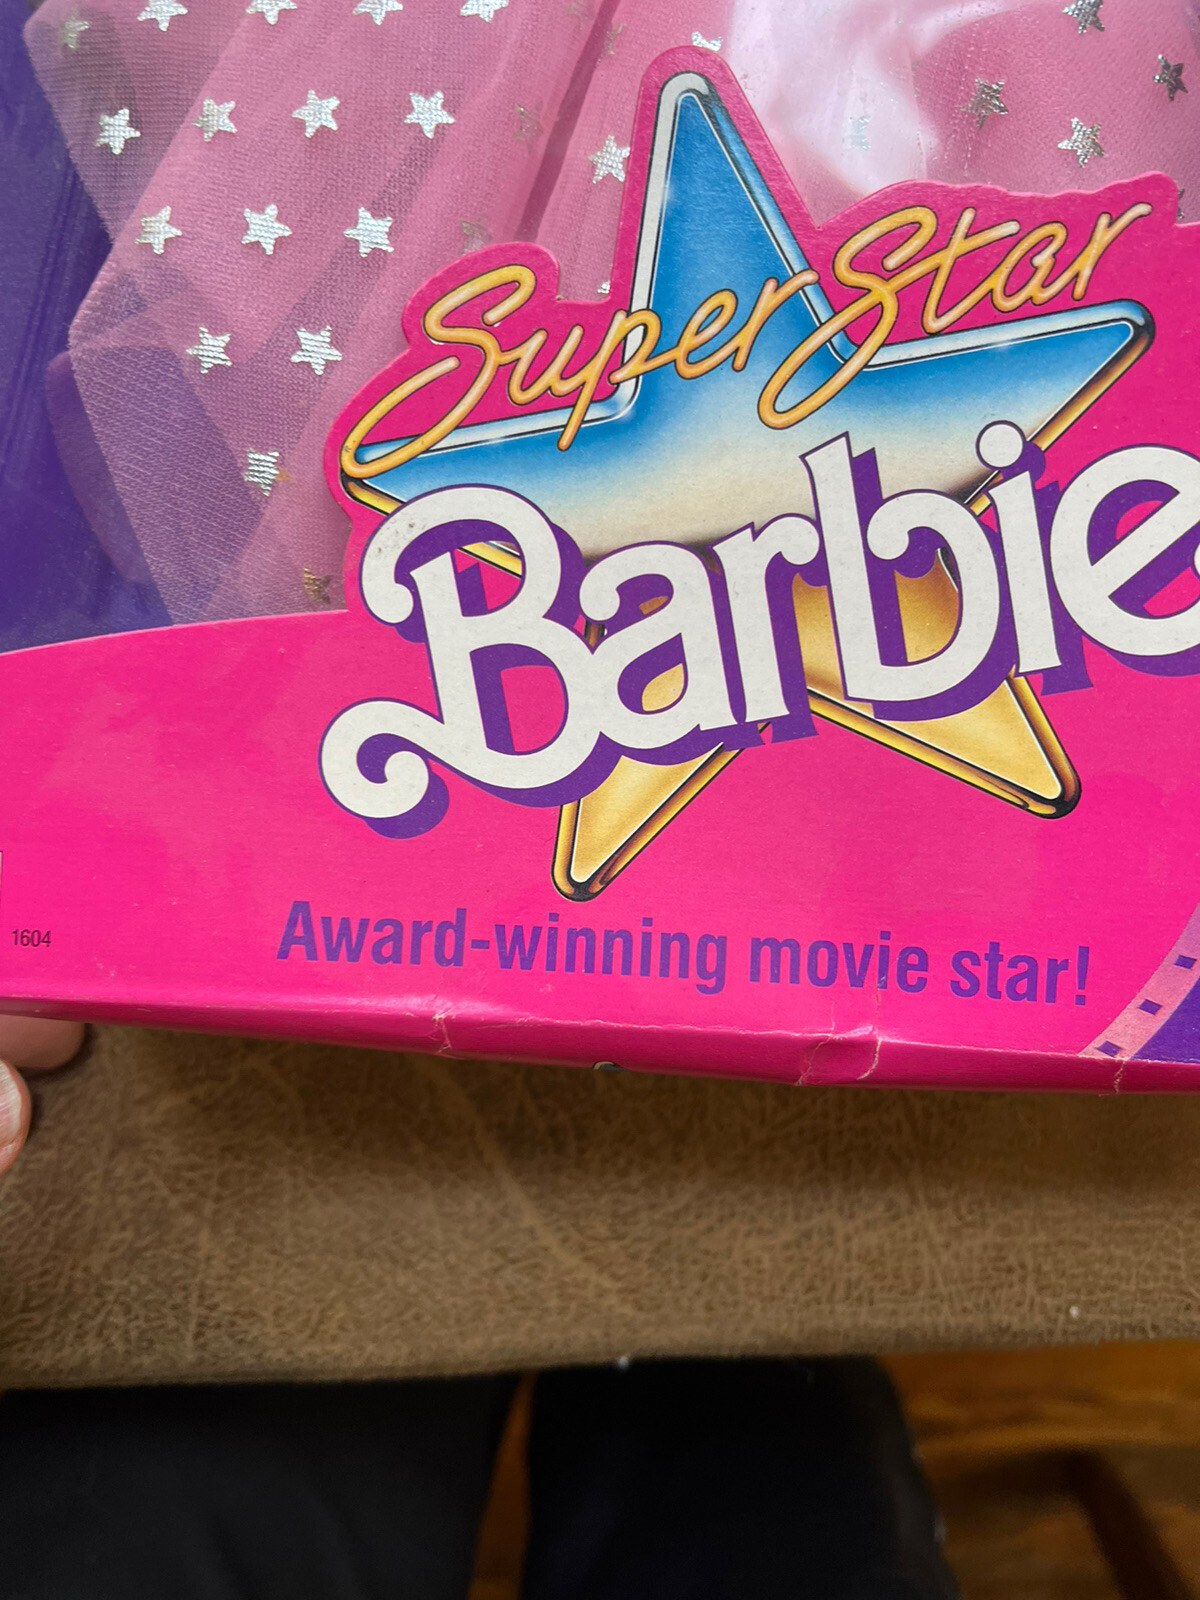 Super Star
Barbie
1604
Award-winning movie star!